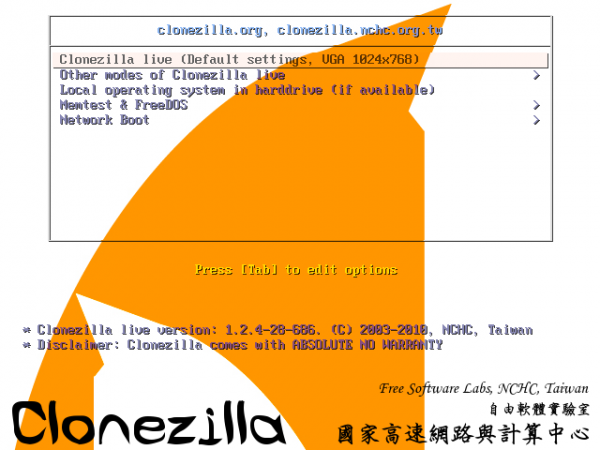 clonezilla.org, clonezilla.nchc.org.tw
Clonezilla live (Default settings, VGA 1024x768)
Other modes of Clonezilla live >
Local operating system in harddrive (if available)
Memtest & FreeDOS >
Network Boot >
Press [Tab] to edit options
* Clonezilla live version: 1.2.4-28-686. (C) 2003-2010, NCHC, Taiwan
* Disclaimer: Clonezilla comes with ABSOLUTE NO WARRANTY
Free Software Labs, NCHC, Taiwan
自由軟體實驗室
Clonezilla
國家高速網路與計算中心